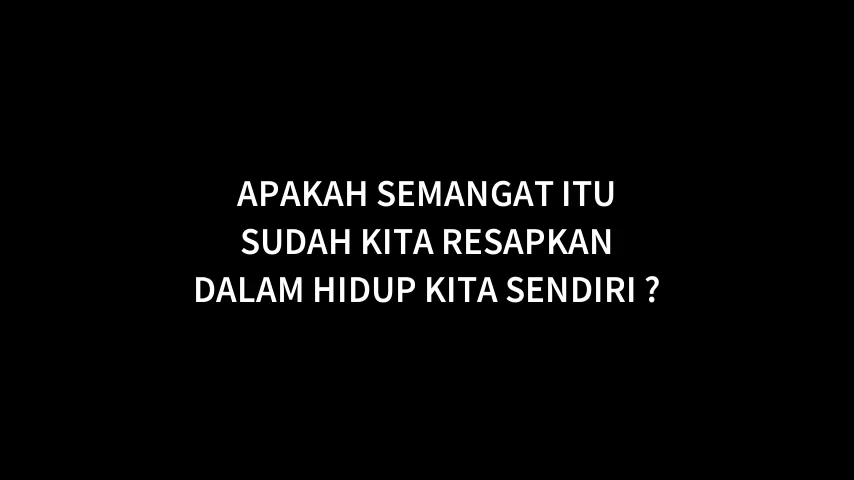 APAKAH SEMANGAT ITU
SUDAH KITA RESAPKAN
DALAM HIDUP KITA SENDIRI ?